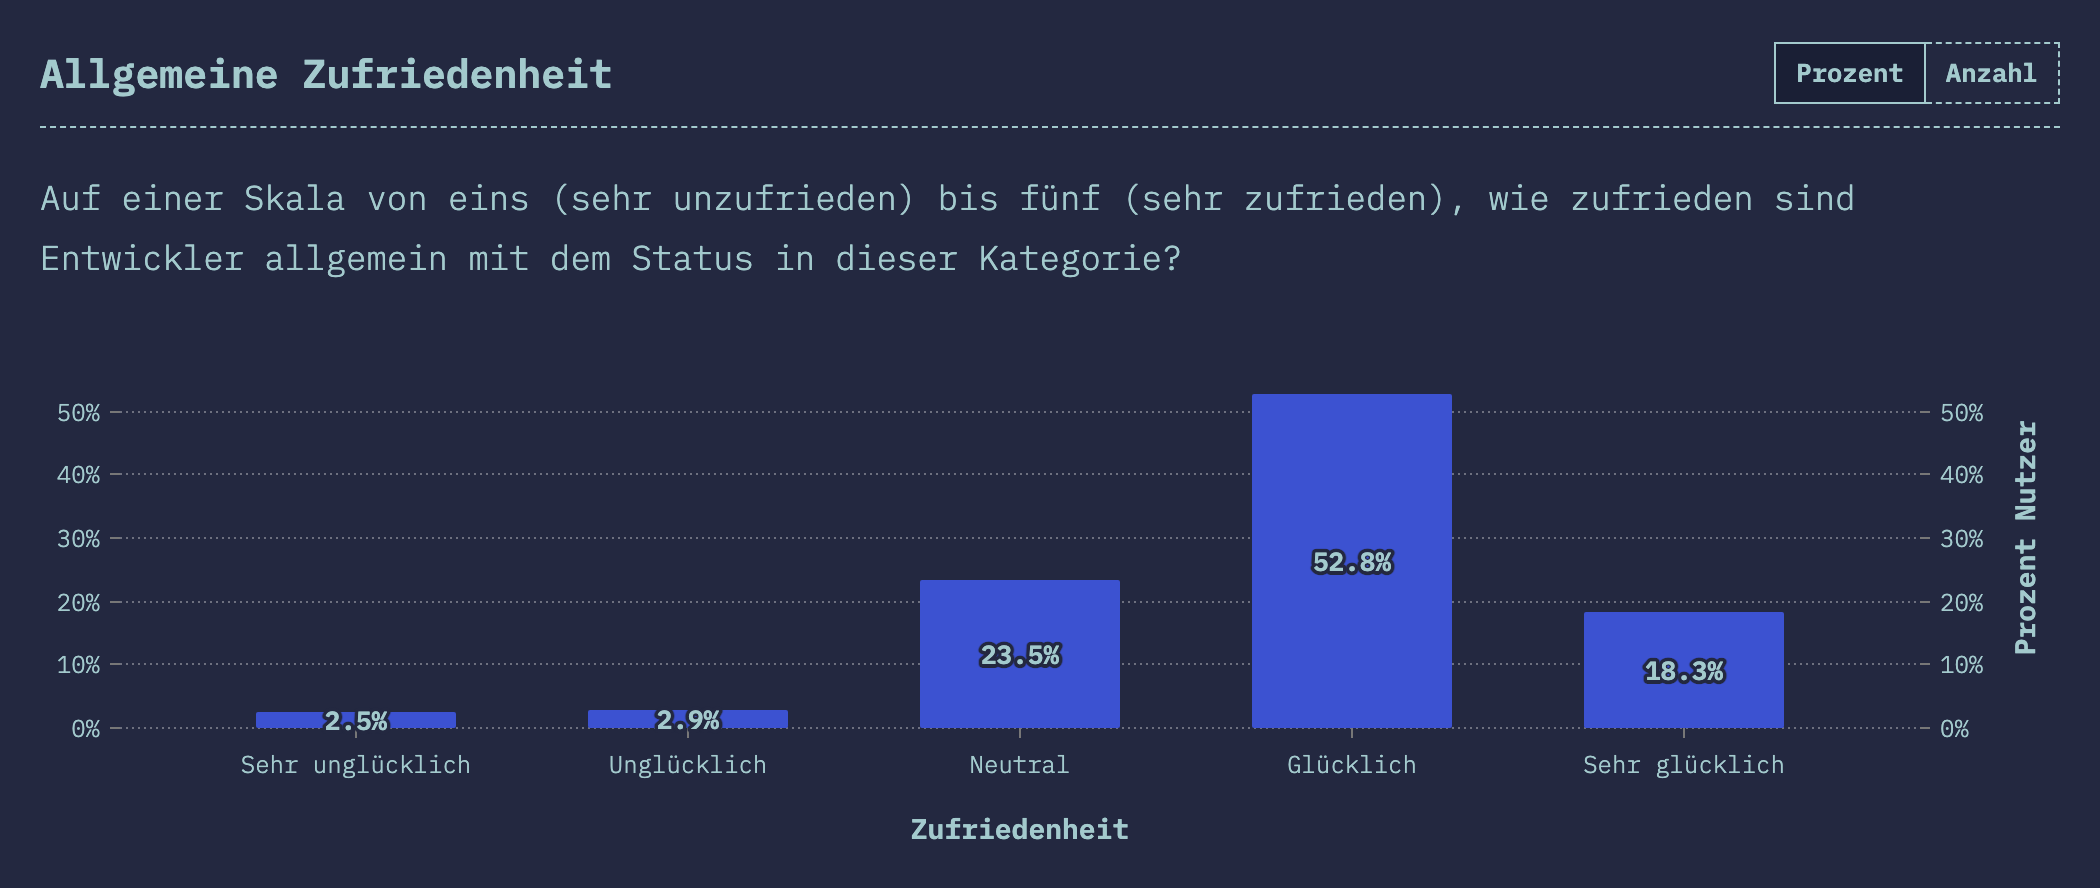 Allgemeine Zufriedenheit
Prozent Anzahl
Auf einer Skala von eins (sehr unzufrieden) bis fünf (sehr zufrieden), wie zufrieden sind
Entwickler allgemein mit dem Status in dieser Kategorie?
50% 50%
40% 40%
30% 30%
20% 20%
10% 10%
0% 0%
Prozent Nutzer
2.5% 2.9% 23.5% 52.8% 18.3%
Sehr unglücklich Unglücklich Neutral Glücklich Sehr glücklich
Zufriedenheit